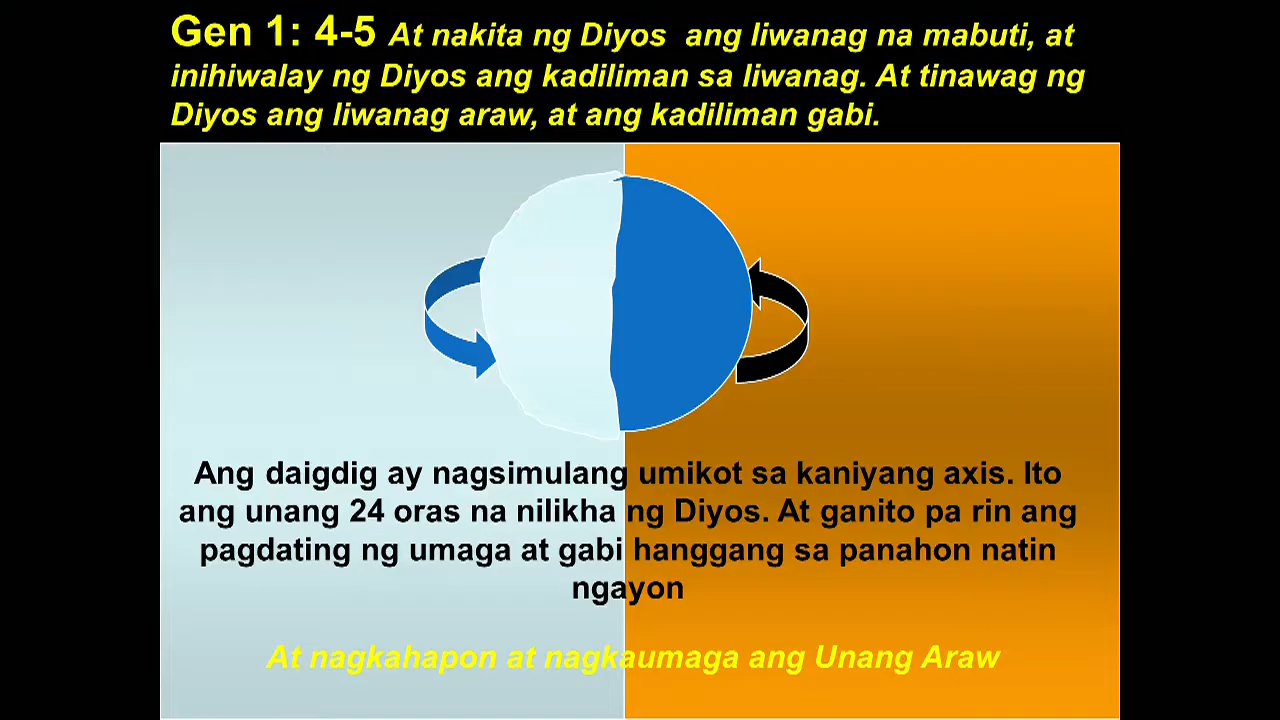 Gen 1: 4-5 At nakita ng Diyos ang liwanag na mabuti, at
inihiwalay ng Diyos ang kadiliman sa liwanag. At tinawag ng
Diyos ang liwanag araw, at ang kadiliman gabi.
Ang daigdig ay nagsimulang umikot sa kaniyang axis. Ito
ang unang 24 oras na nilikha ng Diyos. At ganito pa rin ang
pagdating ng umaga at gabi hanggang sa panahon natin
ngayon
At nagkahapon at nagkaumaga ang Unang Araw